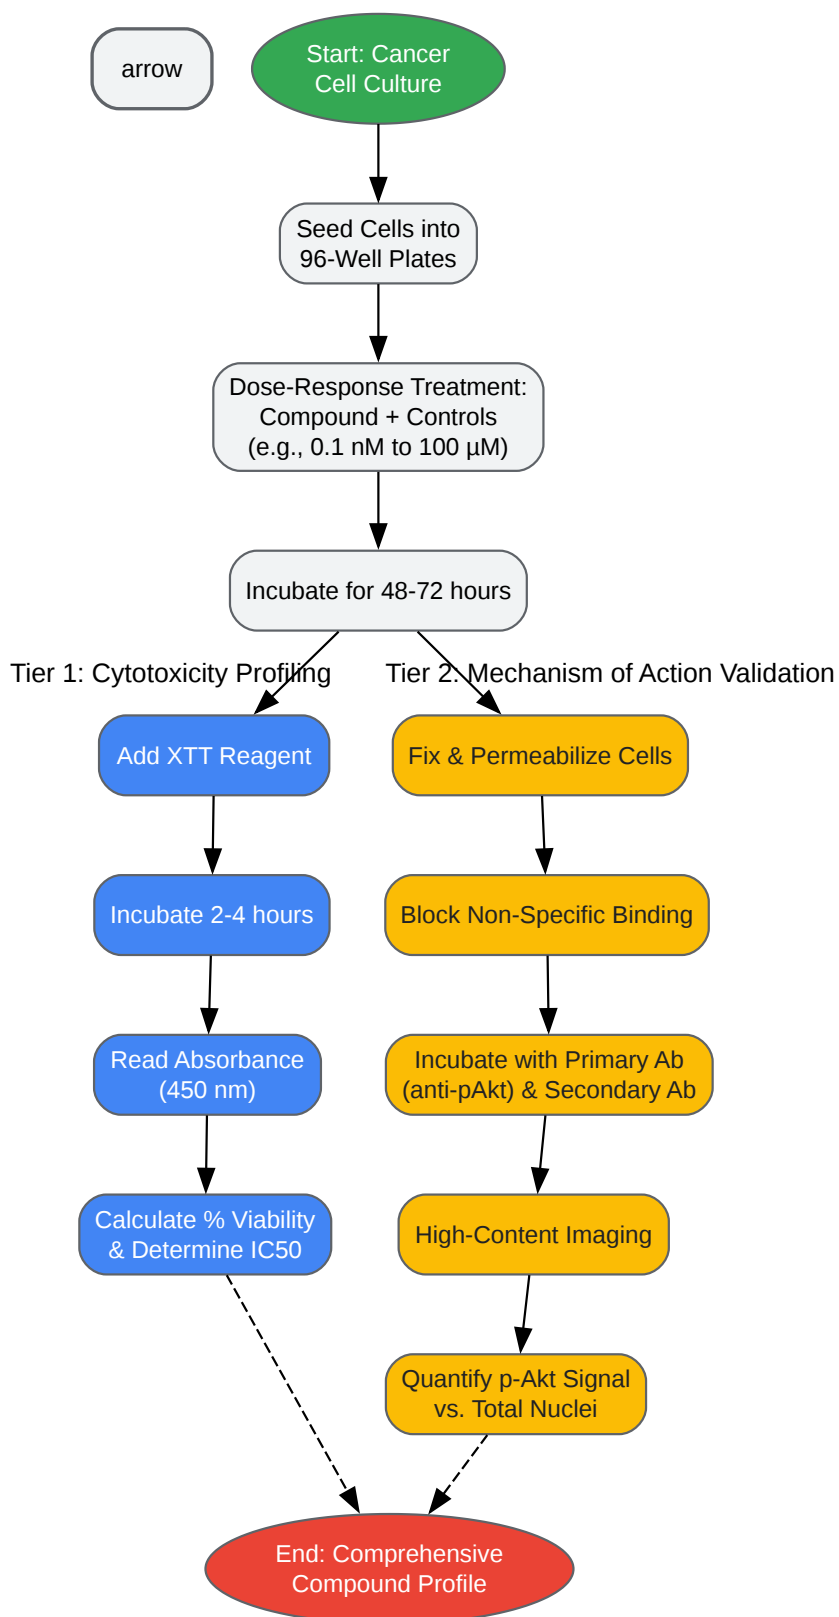 arrow
Start: Cancer
Cell Culture
Seed Cells into
96-Well Plates
Dose-Response Treatment:
Compound + Controls
(e.g., 0.1 nM to 100 µM)
Incubate for 48-72 hours
Tier 1: Cytotoxicity Profiling
Tier 2: Mechanism of Action Validation
Add XTT Reagent
Fix & Permeabilize Cells
Incubate 2-4 hours
Block Non-Specific Binding
Read Absorbance
(450 nm)
Incubate with Primary Ab
(anti-pAkt) & Secondary Ab
Calculate % Viability
& Determine IC50
High-Content Imaging
Quantify p-Akt Signal
vs. Total Nuclei
End: Comprehensive
Compound Profile